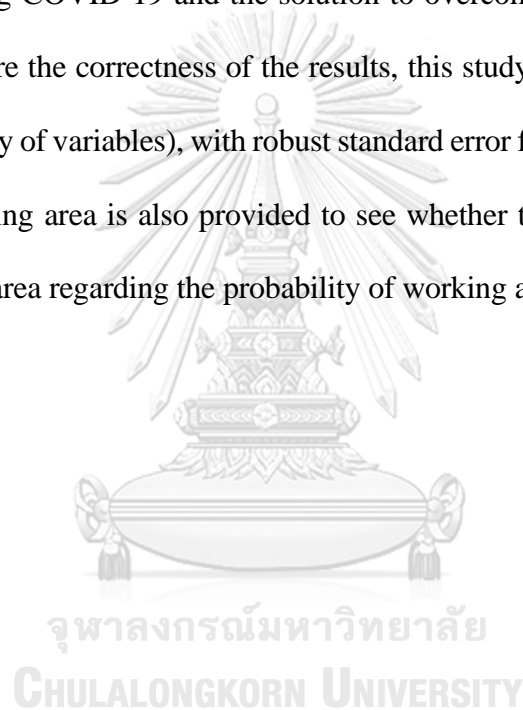 COVID-19 and the solution to overcon
re the correctness of the results, this study
y of variables), with robust standard error f
ing area is also provided to see whether t
area regarding the probability of working a
จุฬาลงกรณ์มหาวิทยาลัย
CHULALONGKORN UNIVERSITY